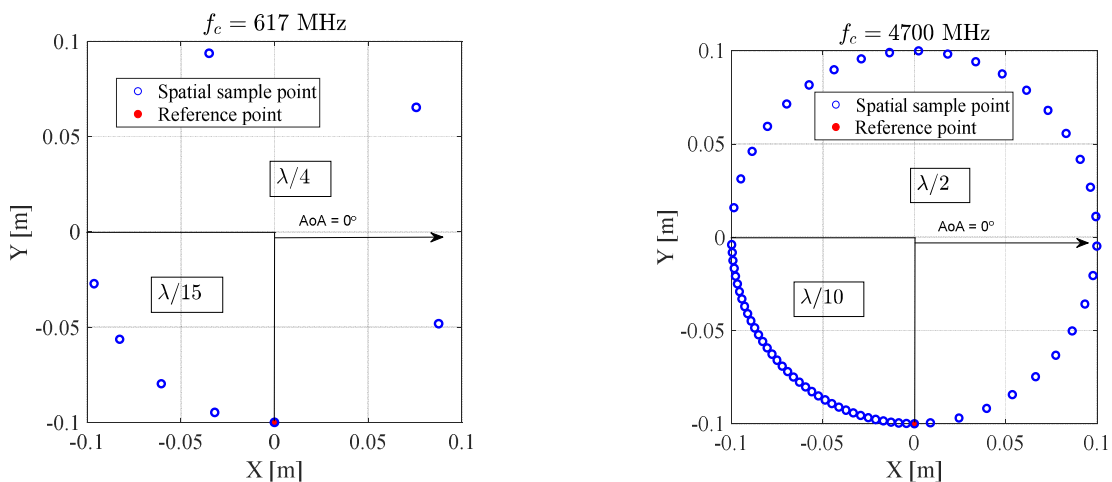 f_c = 617 MHz
0.1
0.05
0
-0.05
-0.1
Y [m]
Spatial sample point
Reference point
λ/4
AoA = 0°
λ/15
-0.1
-0.05
0
0.05
0.1
X [m]
f_c = 4700 MHz
0.1
0.05
0
-0.05
-0.1
Y [m]
Spatial sample point
Reference point
λ/2
AoA = 0°
λ/10
-0.1
-0.05
0
0.05
0.1
X [m]